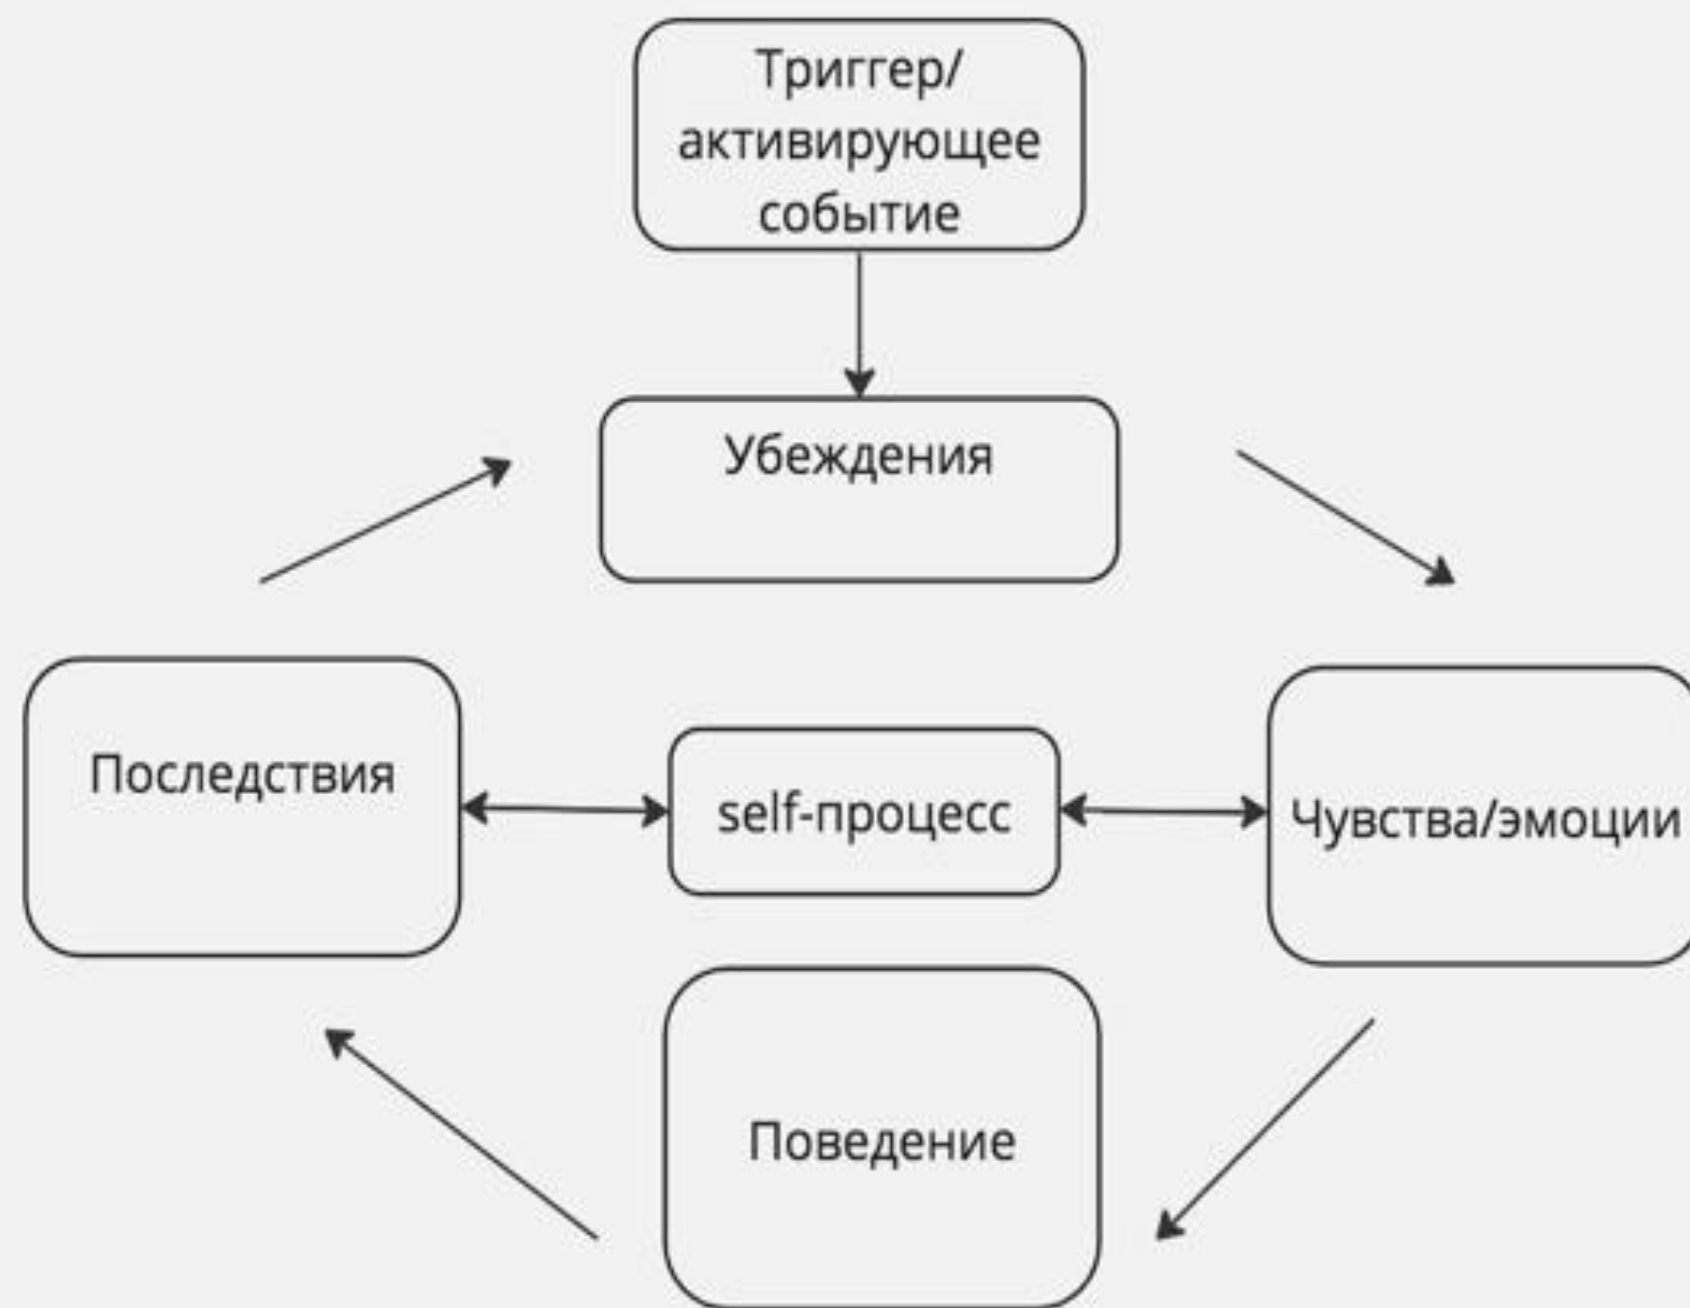 Триггер/
активирующее
событие
Убеждения
Последствия
self-процесс
Чувства/эмоции
Поведение